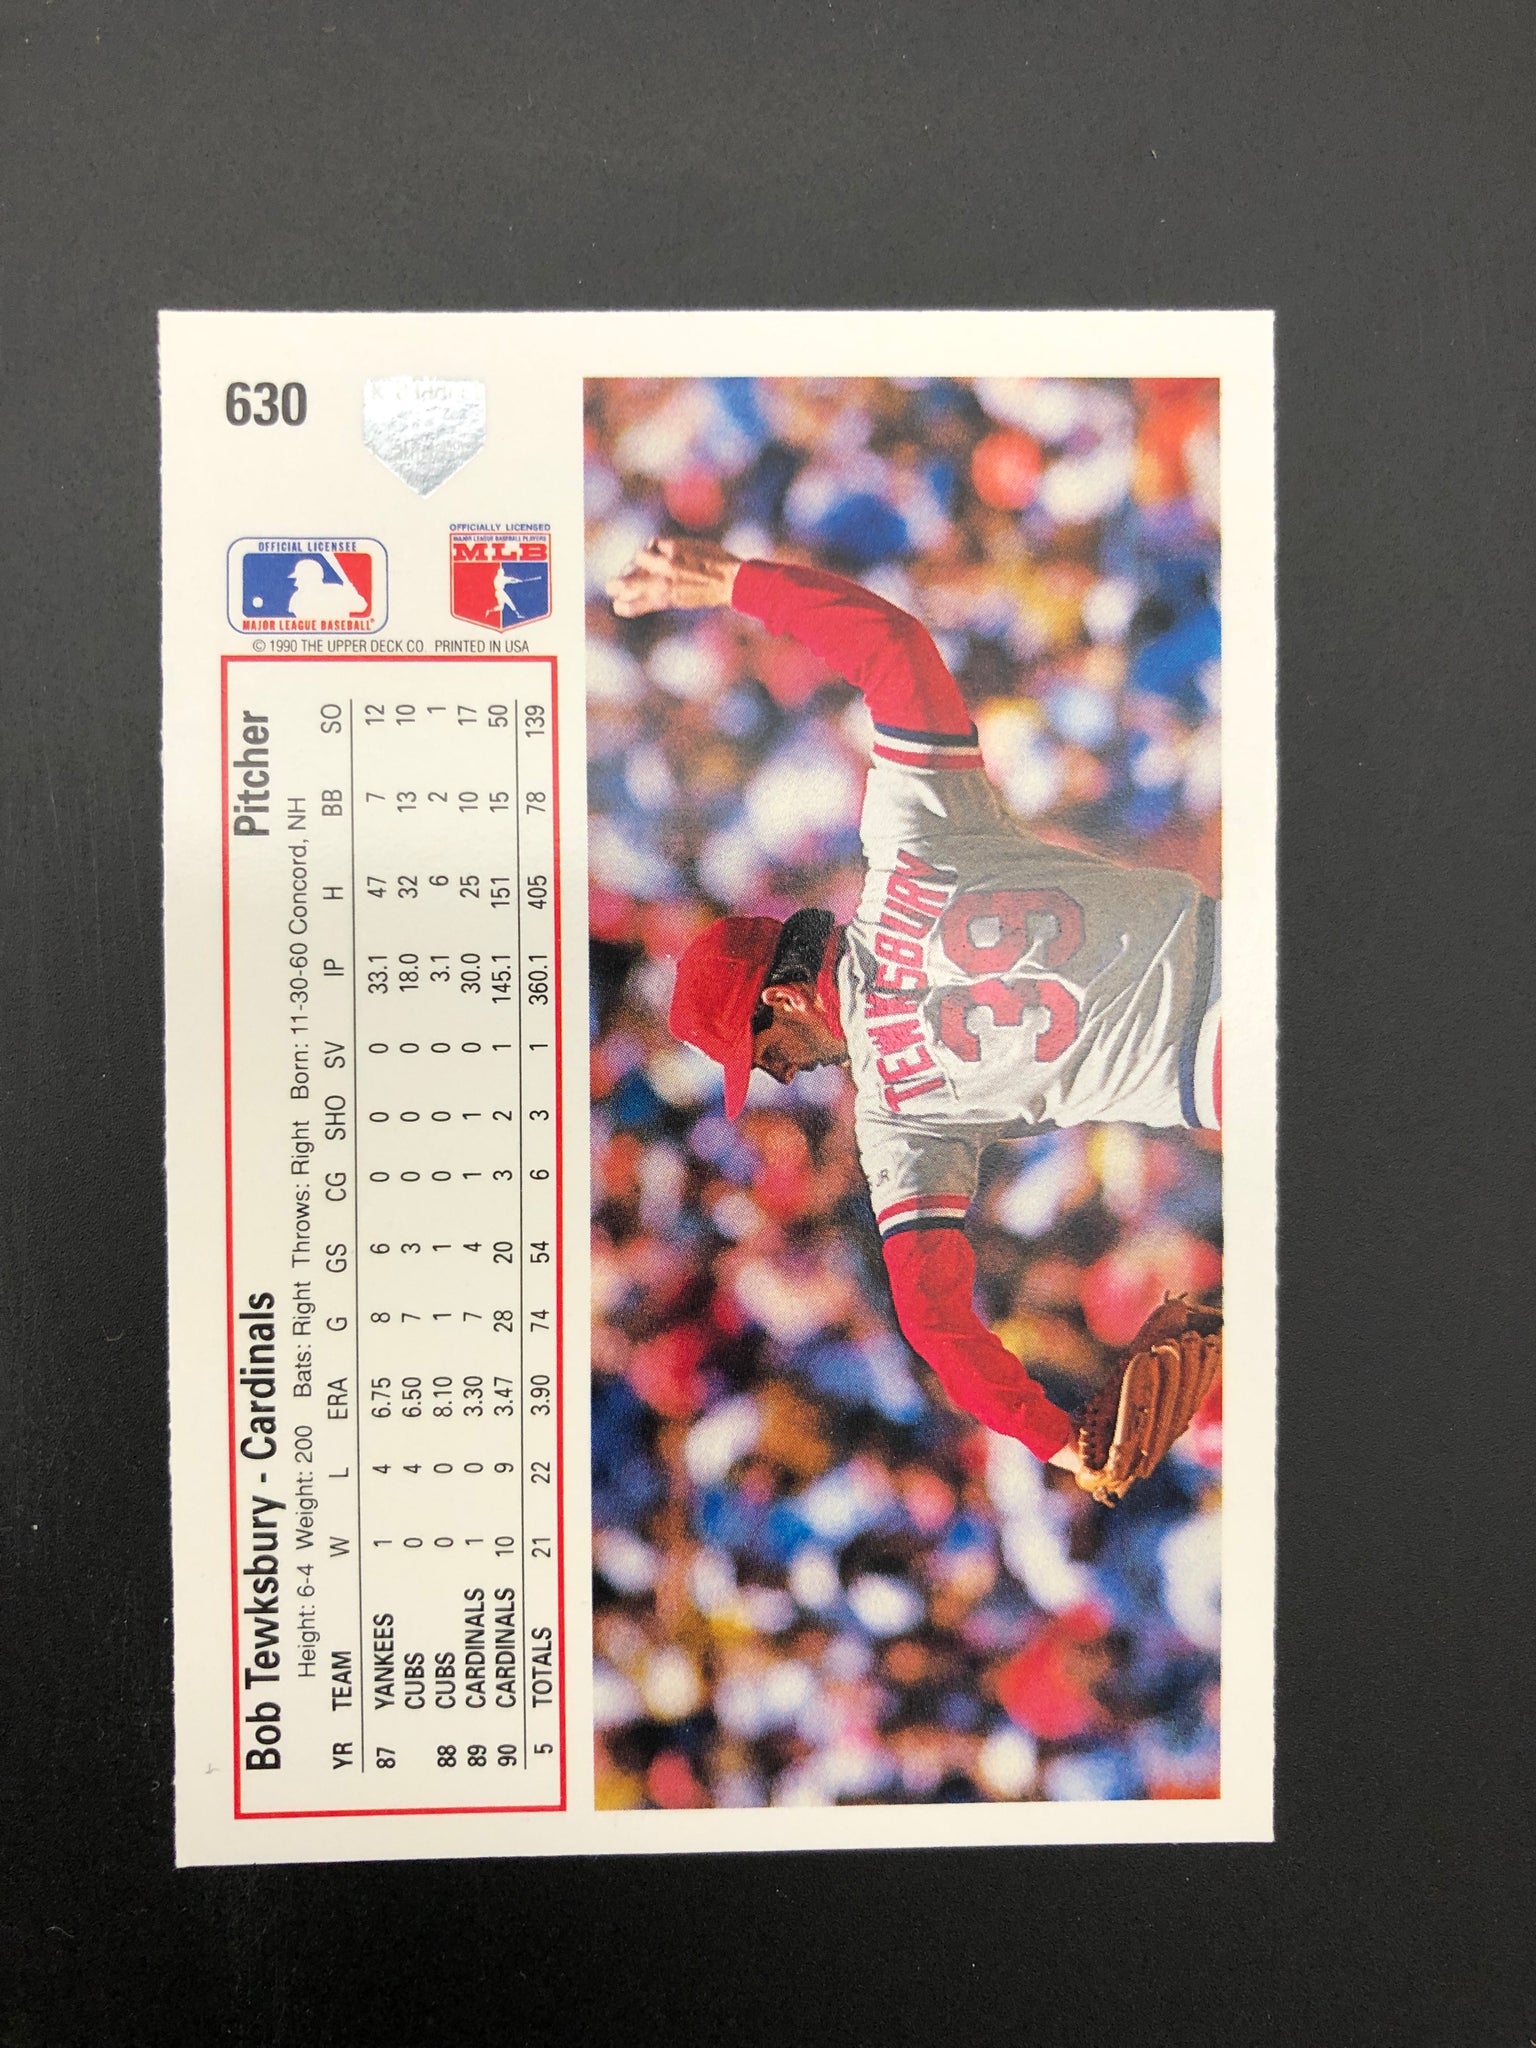 630
OFFICIAL LICENSEE
MAJOR LEAGUE BASEBALL
OFFICIALLY LICENSED
MAJOR LEAGUE BASEBALL PLAYERS
MLB
© 1990 THE UPPER DECK CO. PRINTED IN USA
Bob Tewksbury - Cardinals Pitcher
Height: 6-4 Weight: 200 Bats: Right Throws: Right Born: 11-30-60 Concord, NH
YR TEAM W L ERA G GS CG SHO SV IP H BB SO
87 YANKEES 1 4 6.75 8 6 0 0 0 33.1 47 7 12
CUBS 0 4 6.50 7 3 0 0 0 18.0 32 13 10
88 CUBS 0 0 8.10 1 1 0 0 0 3.1 6 2 1
89 CARDINALS 1 0 3.30 7 4 1 1 0 30.0 25 10 17
90 CARDINALS 10 9 3.47 28 20 3 2 1 145.1 151 15 50
5 TOTALS 21 22 3.90 74 54 6 3 1 360.1 405 78 139
TEWKSBURY
39